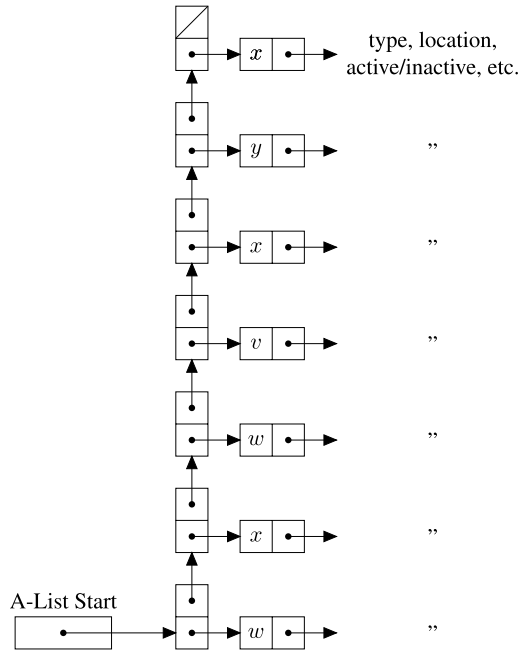 x
type, location,
active/inactive, etc.
y ”
x ”
v ”
w ”
x ”
A-List Start
w ”